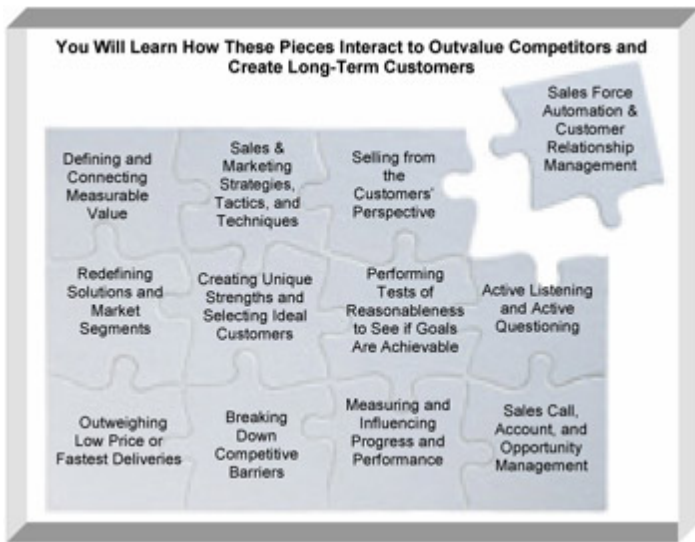 You Will Learn How These Pieces Interact to Outvalue Competitors and
Create Long-Term Customers
Sales Force
Automation &
Customer
Relationship
Management
Defining and
Connecting
Measurable
Value
Sales &
Marketing
Strategies,
Tactics, and
Techniques
Selling from
the
Customers'
Perspective
Redefining
Solutions and
Market
Segments
Creating Unique
Strengths and
Selecting Ideal
Customers
Performing
Tests of
Reasonableness
to See if Goals
Are Achievable
Active Listening
and Active
Questioning
Outweighing
Low Price or
Fastest Deliveries
Breaking
Down
Competitive
Barriers
Measuring and
Influencing
Progress and
Performance
Sales Call,
Account, and
Opportunity
Management